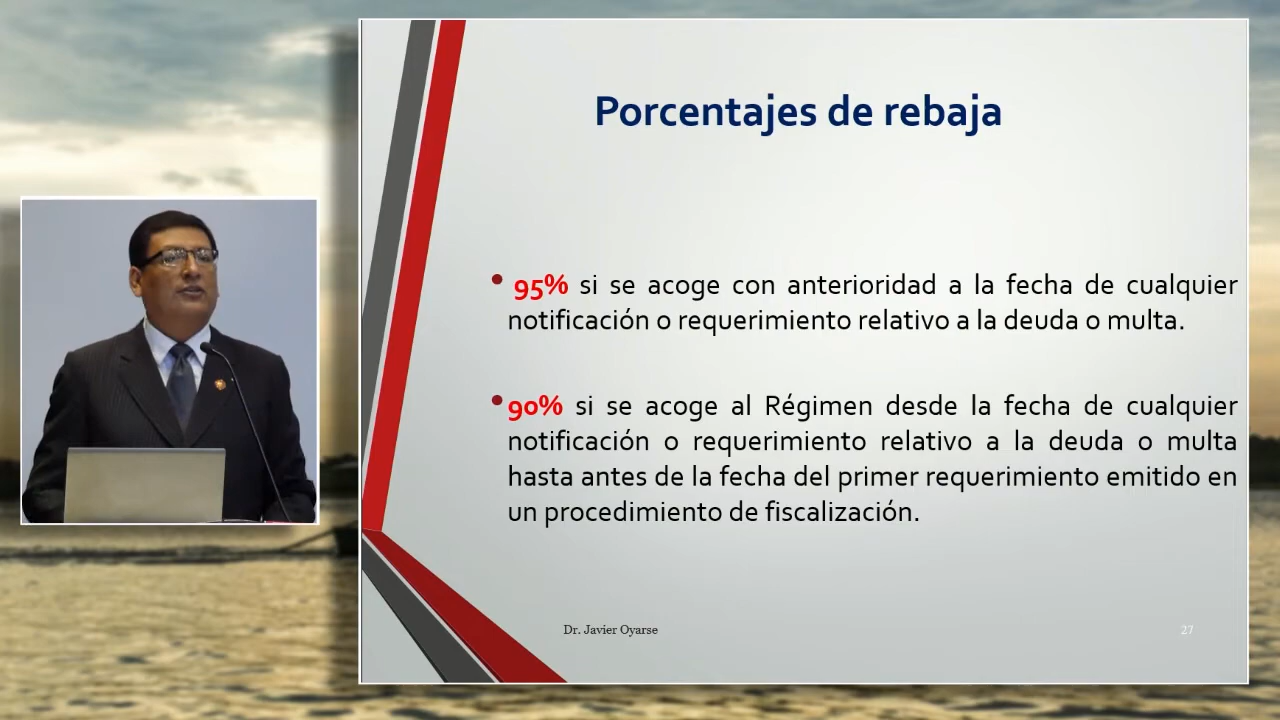 Porcentajes de rebaja
• 95% si se acoge con anterioridad a la fecha de cualquier
notificación o requerimiento relativo a la deuda o multa.
•90% si se acoge al Régimen desde la fecha de cualquier
notificación o requerimiento relativo a la deuda o multa
hasta antes de la fecha del primer requerimiento emitido en
un procedimiento de fiscalización.
Dr. Javier Oyarse
27